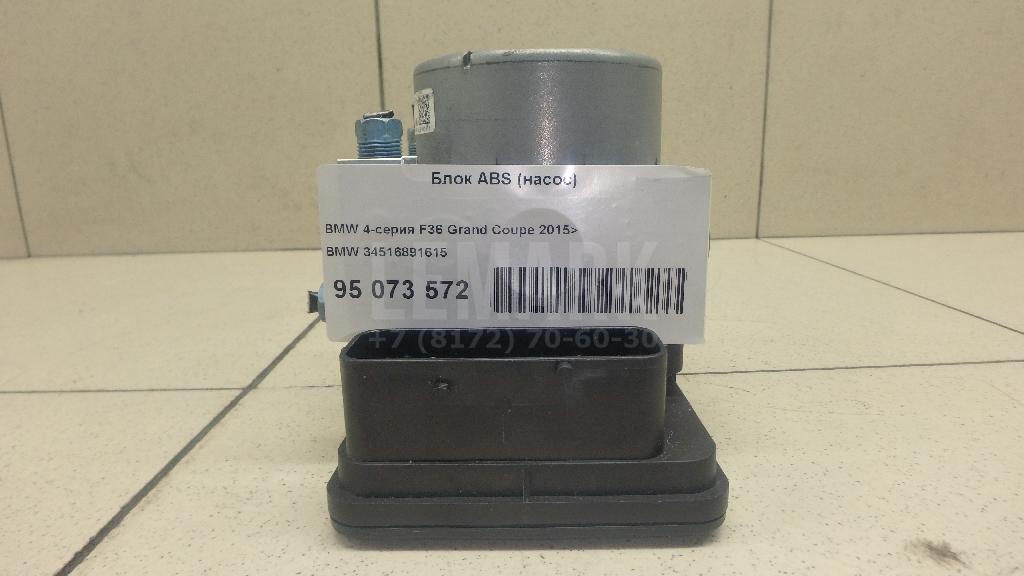 Блок ABS (насос)
BMW 4-серия F36 Grand Coupe 2015>
BMW 34516891615
95 073 572
LEMARK
+7 (8172) 70-60-30